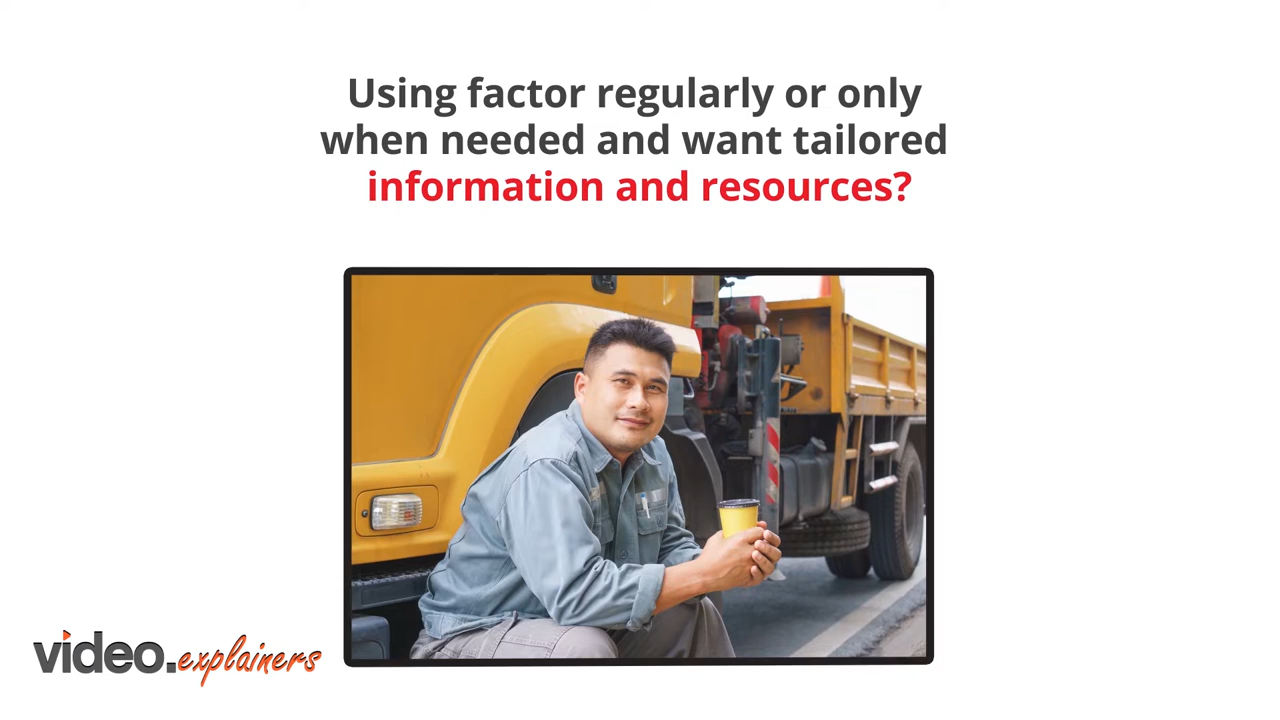 Using factor regularly or only
when needed and want tailored
information and resources?
video.explainers